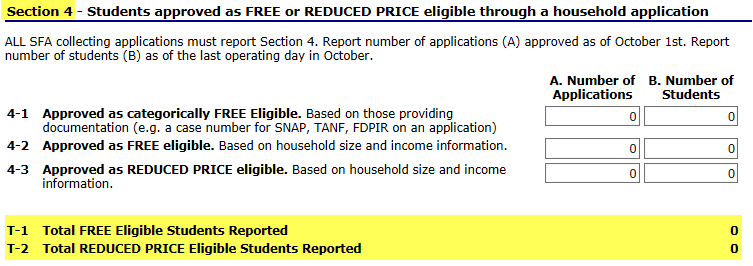 Section 4 - Students approved as FREE or REDUCED PRICE eligible through a household application
ALL SFA collecting applications must report Section 4. Report number of applications (A) approved as of October 1st. Report
number of students (B) as of the last operating day in October.
A. Number of Applications B. Number of Students
4-1 Approved as categorically FREE Eligible. Based on those providing
documentation (e.g. a case number for SNAP, TANF, FDPIR on an application) 0 0
4-2 Approved as FREE eligible. Based on household size and income information. 0 0
4-3 Approved as REDUCED PRICE eligible. Based on household size and income 0 0
information.
T-1 Total FREE Eligible Students Reported 0
T-2 Total REDUCED PRICE Eligible Students Reported 0